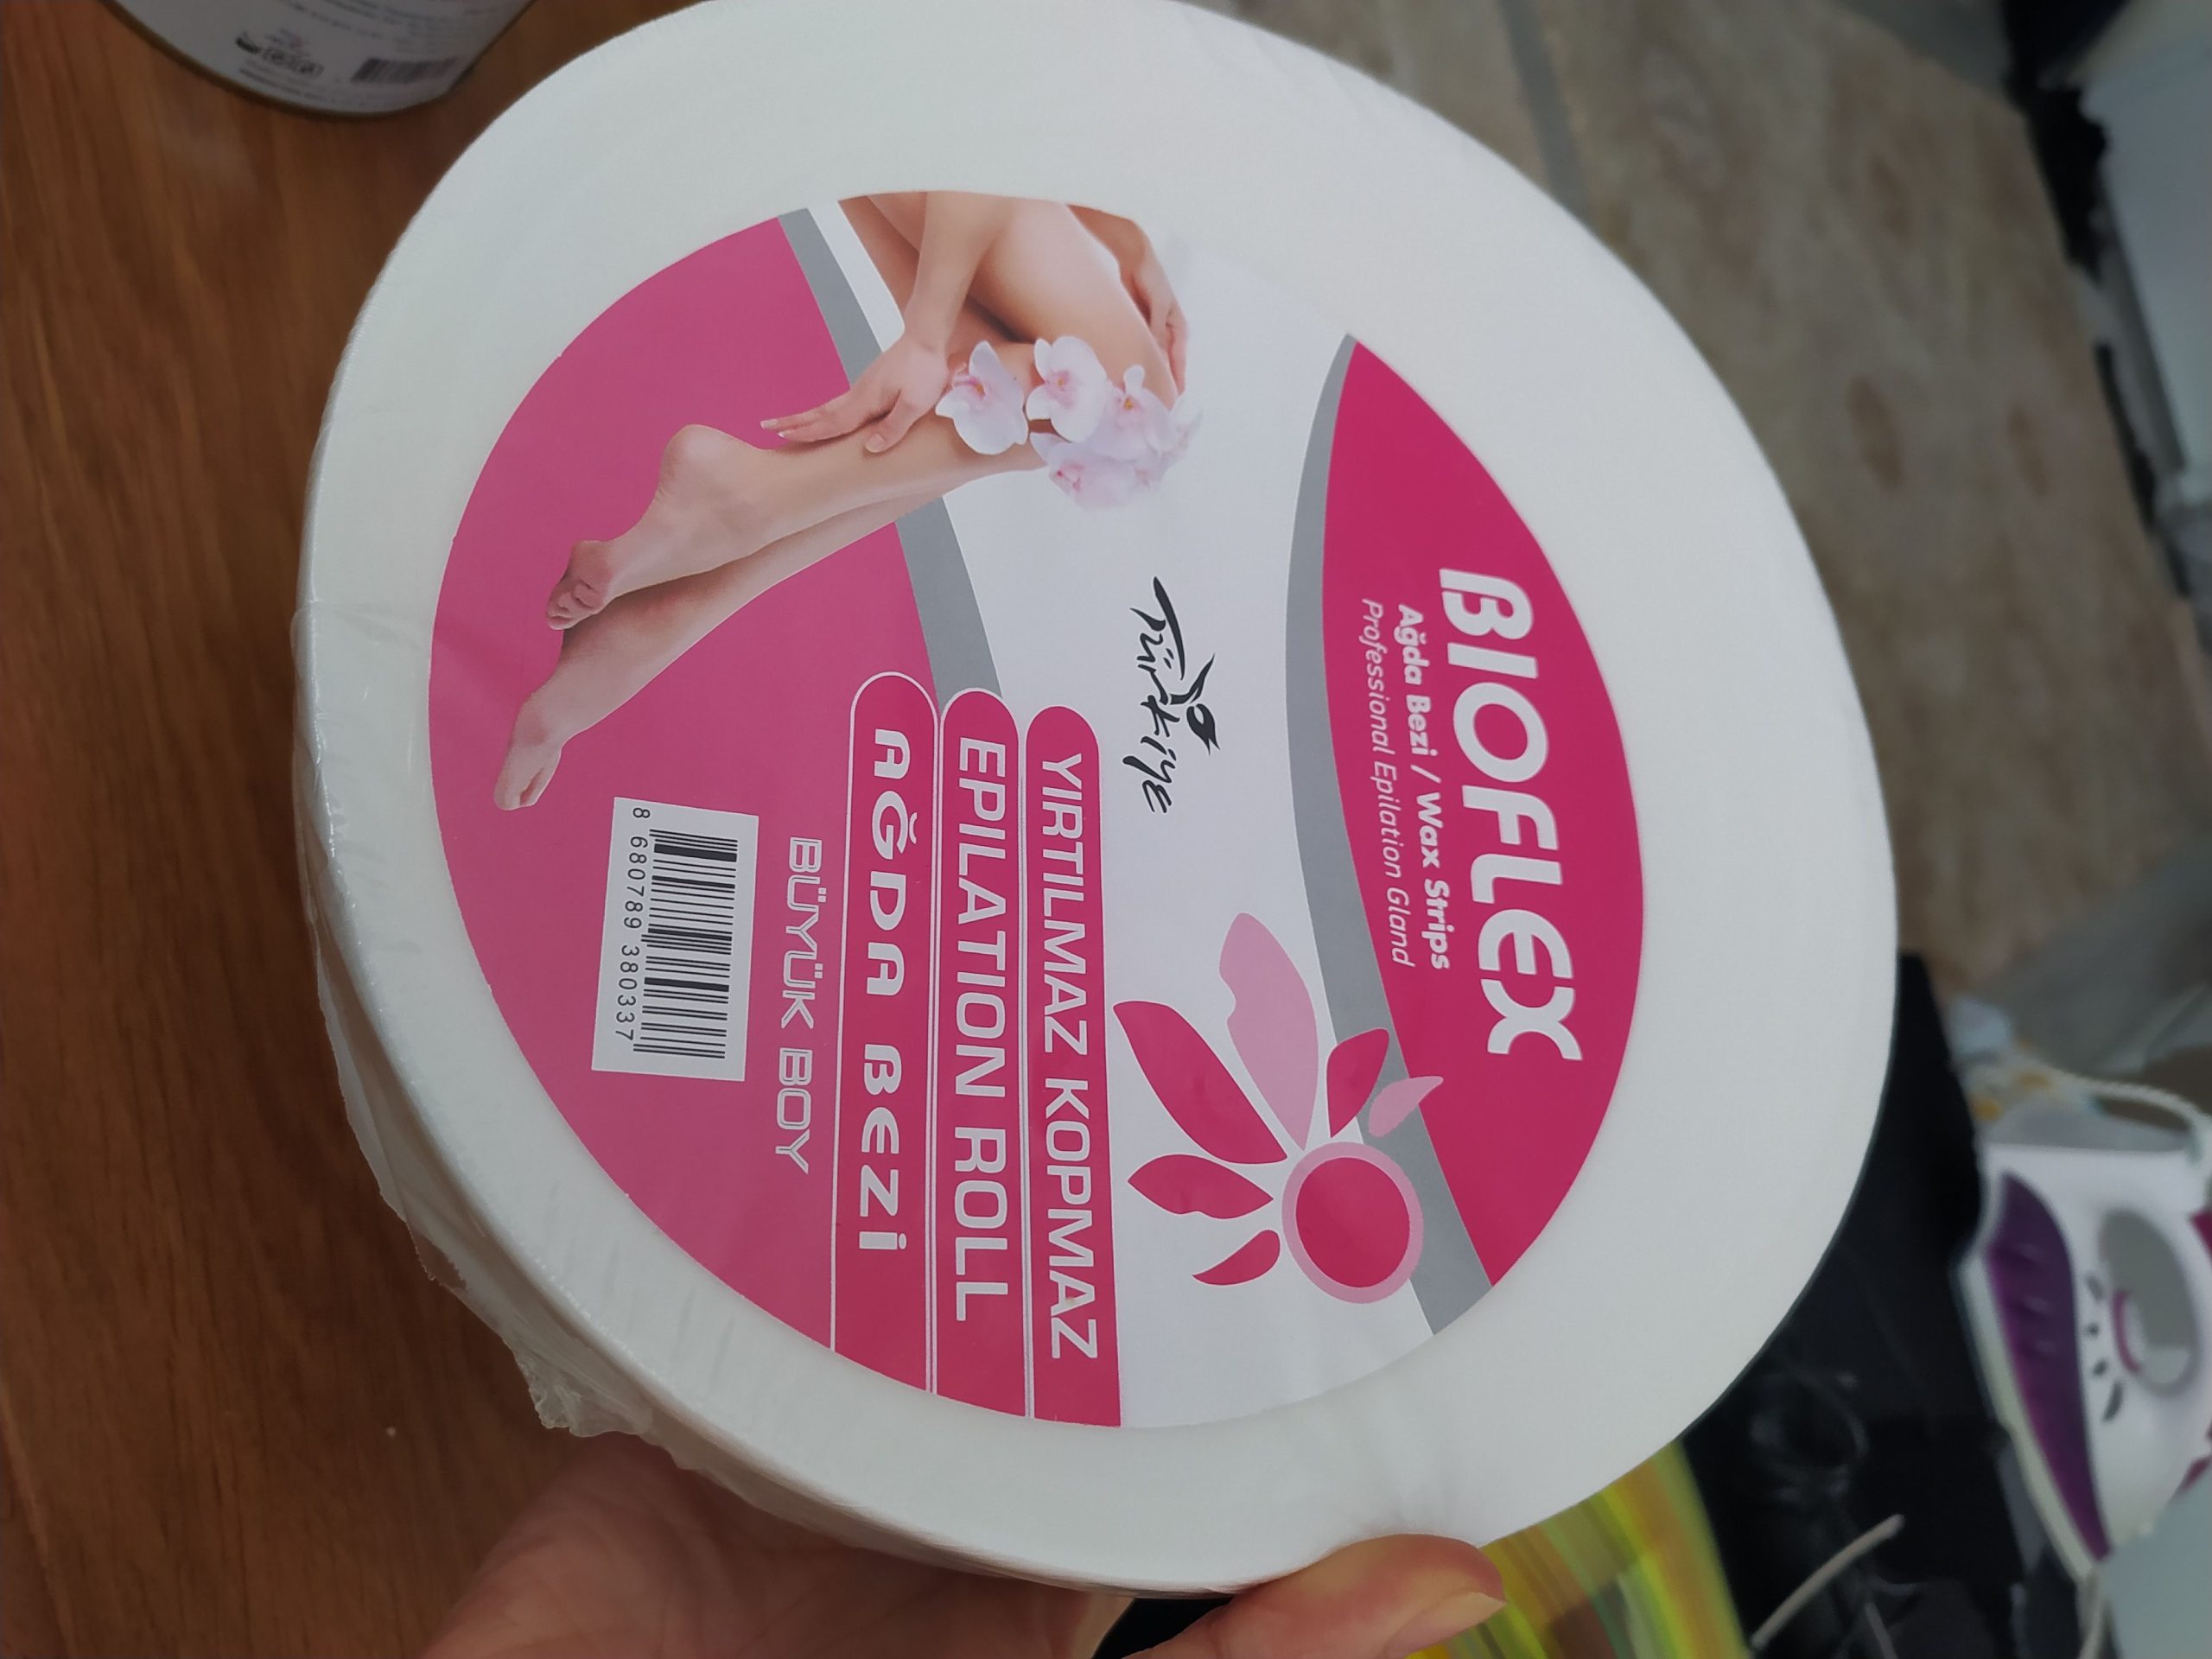 BIOFLEX
Ağda Bezi / Wax Strips
Professional Epilation Gland
Türkiye
YIRTILMAZ KOPMAZ
EPILATION ROLL
AĞDA BEZİ
BÜYÜK BOY
8 680789 380337